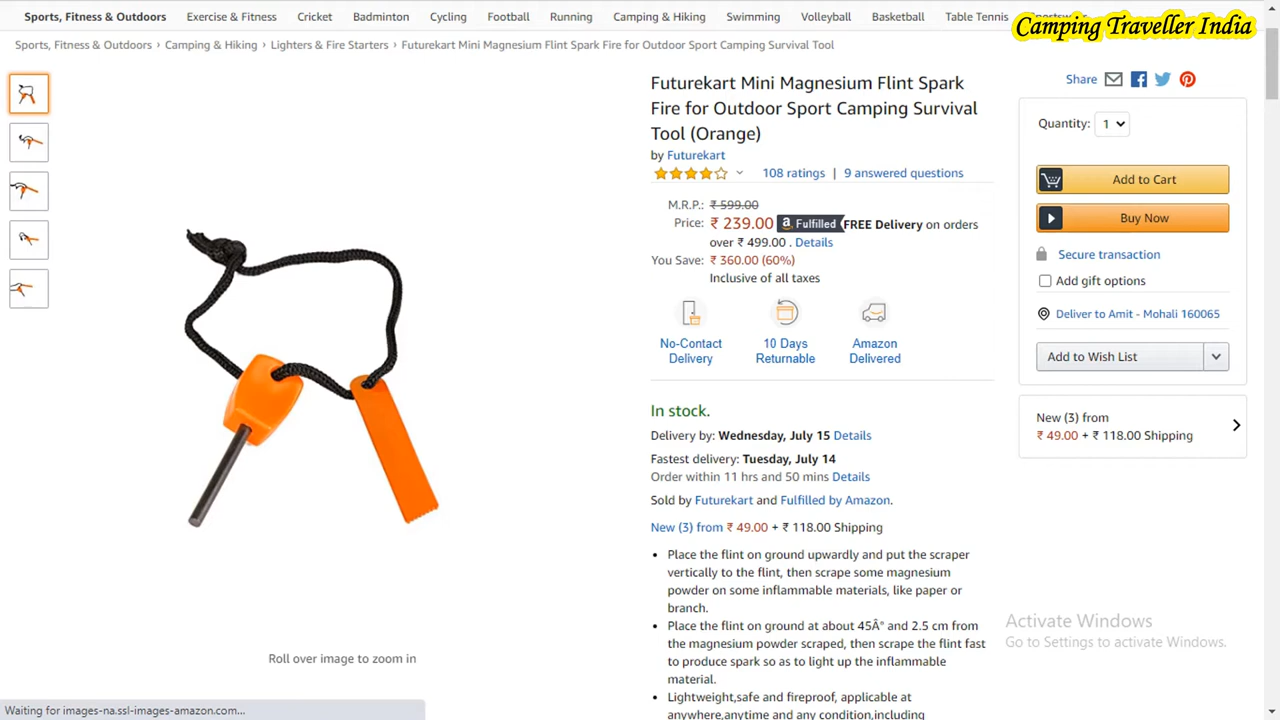 Sports, Fitness & Outdoors Exercise & Fitness Cricket Badminton Cycling Football Running Camping & Hiking Swimming Volleyball Basketball Table Tennis
Camping Traveller India
Sports, Fitness & Outdoors › Camping & Hiking › Lighters & Fire Starters › Futurekart Mini Magnesium Flint Spark Fire for Outdoor Sport Camping Survival Tool
Share
Futurekart Mini Magnesium Flint Spark
Fire for Outdoor Sport Camping Survival
Tool (Orange)
by Futurekart
108 ratings | 9 answered questions
M.R.P.: ₹ 599.00
Price: ₹ 239.00 a Fulfilled FREE Delivery on orders
over ₹ 499.00 . Details
You Save: ₹ 360.00 (60%)
Inclusive of all taxes
No-Contact
Delivery
10 Days
Returnable
Amazon
Delivered
In stock.
Delivery by: Wednesday, July 15 Details
Fastest delivery: Tuesday, July 14
Order within 11 hrs and 50 mins Details
Sold by Futurekart and Fulfilled by Amazon.
New (3) from ₹ 49.00 + ₹ 118.00 Shipping
• Place the flint on ground upwardly and put the scraper
vertically to the flint, then scrape some magnesium
powder on some inflammable materials, like paper or
branch.
• Place the flint on ground at about 45Â° and 2.5 cm from
the magnesium powder scraped, then scrape the flint fast
to produce spark so as to light up the inflammable
material.
• Lightweight,safe and fireproof, applicable at
anywhere,anytime and any condition,including
Quantity: 1
Add to Cart
Buy Now
Secure transaction
Add gift options
Deliver to Amit - Mohali 160065
Add to Wish List
New (3) from
₹ 49.00 + ₹ 118.00 Shipping
Activate Windows
Go to Settings to activate Windows.
Roll over image to zoom in
Waiting for images-na.ssl-images-amazon.com...